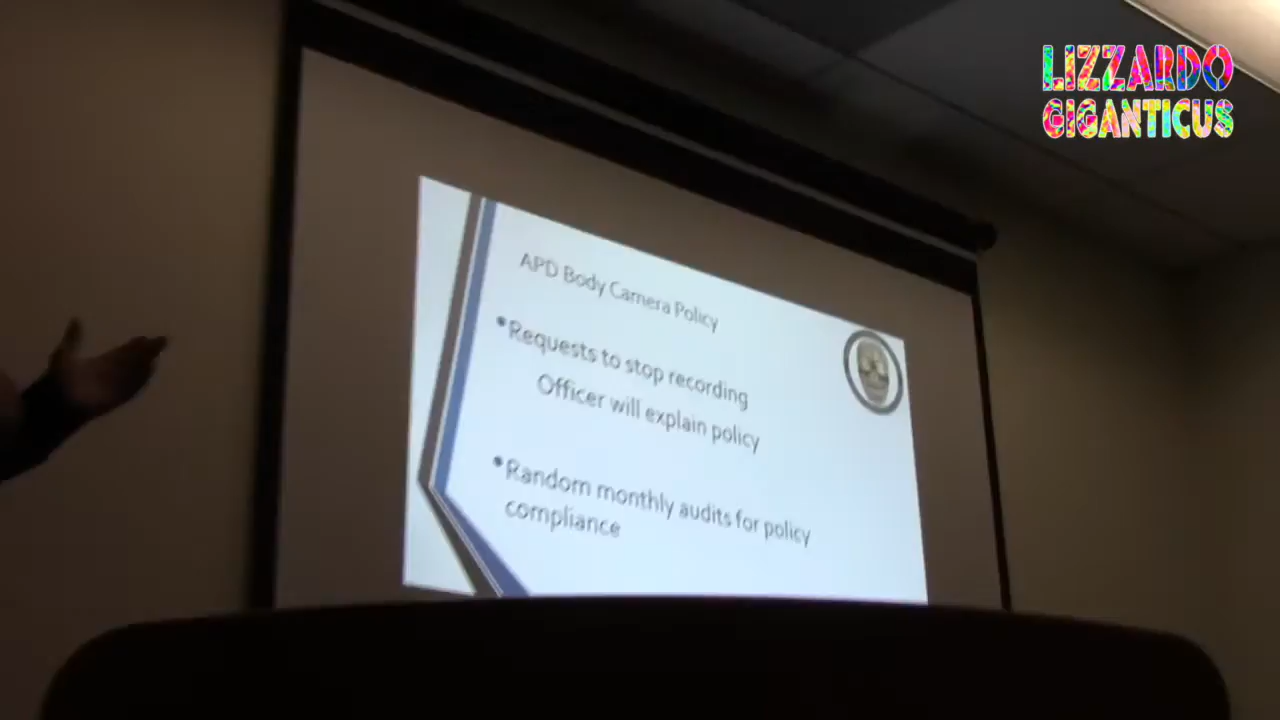 LIZZARDO
GIGANTICUS
APD Body Camera Policy
•Requests to stop recording
Officer will explain policy
•Random monthly audits for policy
compliance